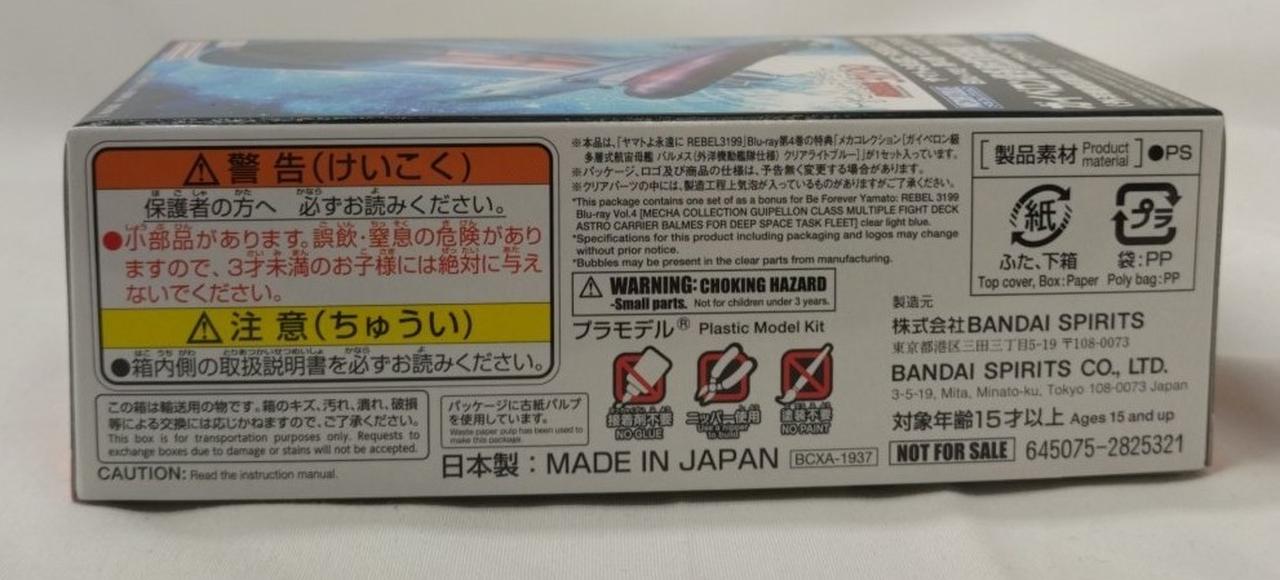 警告(けいこく)
保護者の方へ 必ずお読みください。
●小部品があります。誤飲・窒息の危険があり
ますので、3才未満のお子様には絶対に与え
ないでください。
注意(ちゅうい)
●箱内側の取扱説明書を必ずお読みください。
この箱は輸送用の物です。箱のキズ、汚れ、潰れ、破損
等による交換には応じかねますので、ご了承ください。
This box is for transportation purposes only. Requests to
exchange boxes due to damage or stains will not be accepted.
CAUTION: Read the instruction manual.
※本品は、「ヤマトよ永遠に REBEL3199」Blu-ray第4巻の特典「メカコレクション[ガイペロン級
多層式航宙母艦 バルメス(外洋機動艦隊仕様) クリアライトブルー]」が1セット入っています。
※パッケージ、ロゴ及び商品の仕様は、予告無く変更する場合があります。
※クリアパーツの中には、製造工程上気泡が入っているものがありますがご了承ください。
*This package contains one set of as a bonus for Be Forever Yamato: REBEL 3199
Blu-ray Vol.4 [MECHA COLLECTION GUIPELLON CLASS MULTIPLE FIGHT DECK
ASTRO CARRIER BALMES FOR DEEP SPACE TASK FLEET] clear light blue.
*Specifications for this product including packaging and logos may change
without prior notice.
*Bubbles may be present in the clear parts from manufacturing.
WARNING: CHOKING HAZARD
-Small parts. Not for children under 3 years.
プラモデル® Plastic Model Kit
接着剤不要
NO GLUE
ニッパー使用
Use a nipper
to build
塗装不要
NO PAINT
パッケージに古紙パルプ
を使用しています。
Waste paper pulp has been used to
make this package.
日本製:MADE IN JAPAN
BCXA-1937
[製品素材 Product material] ●PS
紙
ふた、下箱
Top cover, Box:Paper
プラ
袋:PP
Poly bag:PP
製造元
株式会社BANDAI SPIRITS
東京都港区三田三丁目5-19 〒108-0073
BANDAI SPIRITS CO., LTD.
3-5-19, Mita, Minato-ku, Tokyo 108-0073 Japan
対象年齢15才以上 Ages 15 and up
NOT FOR SALE 645075-2825321